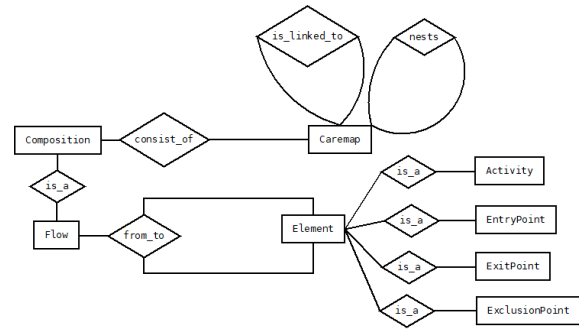 is_linked_to
nests
Composition
consist_of
Caremap
is_a
Activity
is_a
is_a
EntryPoint
Flow
from_to
Element
is_a
ExitPoint
is_a
ExclusionPoint